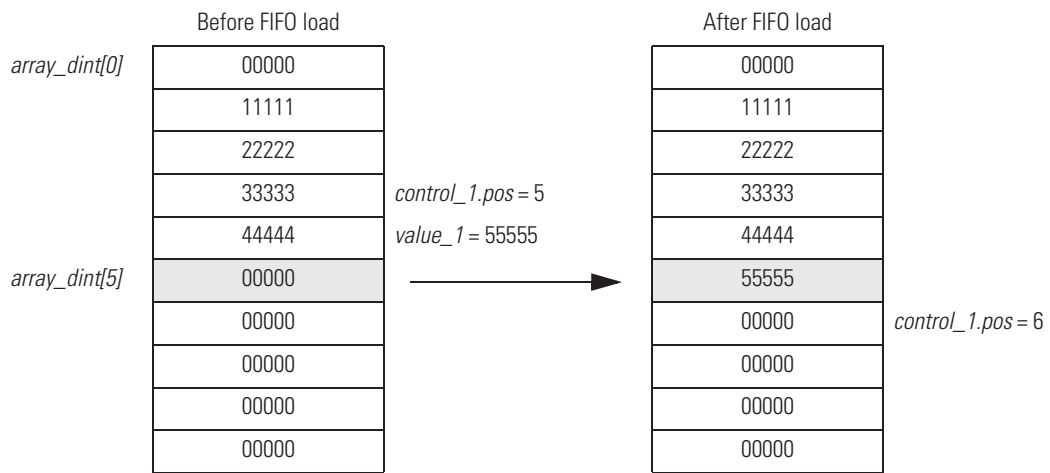 Before FIFO load After FIFO load
array_dint[0] 00000 00000
11111 11111
22222 22222
33333 control_1.pos = 5 33333
44444 value_1 = 55555 44444
array_dint[5] 00000 55555
00000 00000 control_1.pos = 6
00000 00000
00000 00000
00000 00000